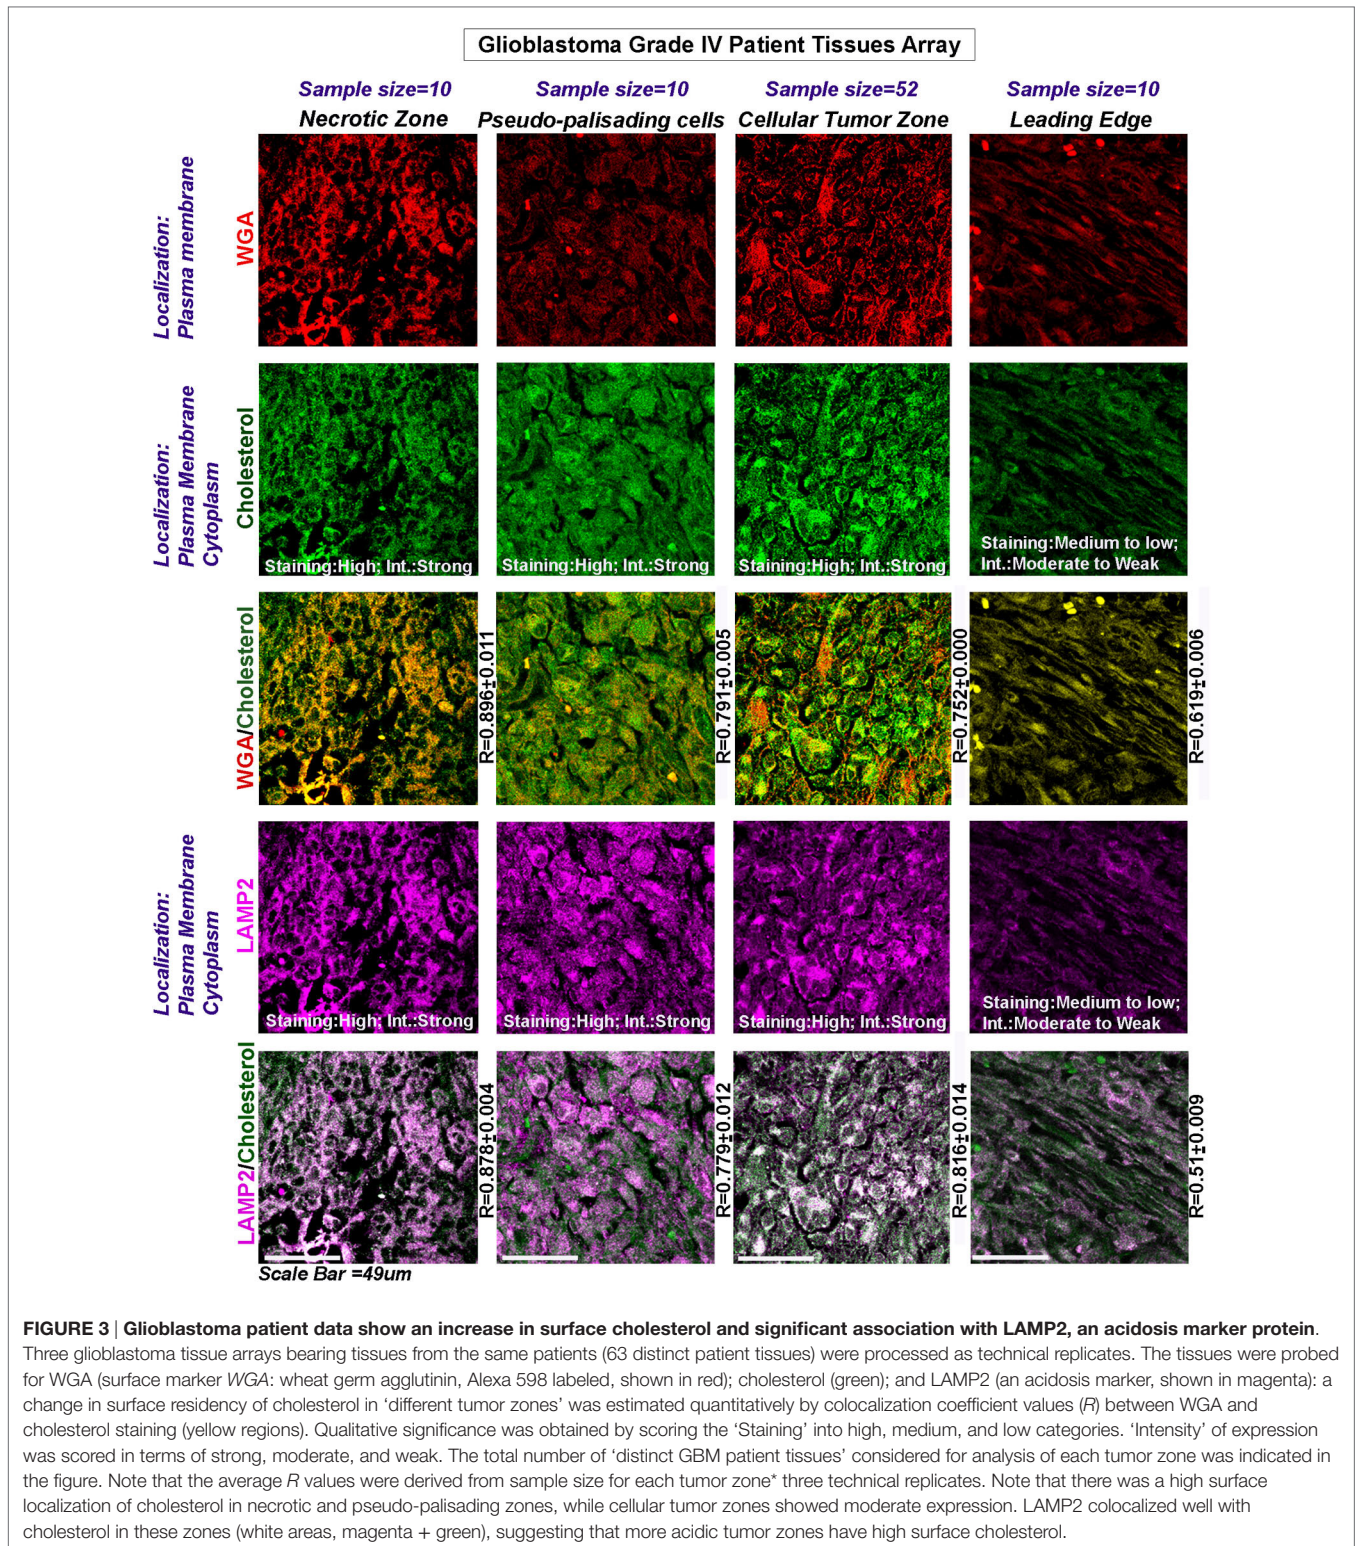 Glioblastoma Grade IV Patient Tissues Array
Sample size=10 Sample size=10 Sample size=52 Sample size=10
Necrotic Zone Pseudo-palisading cells Cellular Tumor Zone Leading Edge
Localization:
Plasma membrane
WGA
Localization:
Plasma Membrane
Cytoplasm
Cholesterol
Staining:High; Int.:Strong
Staining:High; Int.:Strong
Staining:High; Int.:Strong
Staining:Medium to low;
Int.:Moderate to Weak
WGA/Cholesterol
R=0.896±0.011
R=0.791±0.005
R=0.752±0.000
R=0.619±0.006
Localization:
Plasma Membrane
Cytoplasm
LAMP2
Staining:High; Int.:Strong
Staining:High; Int.:Strong
Staining:High; Int.:Strong
Staining:Medium to low;
Int.:Moderate to Weak
LAMP2/Cholesterol
R=0.878±0.004
R=0.779±0.012
R=0.816±0.014
R=0.51±0.009
Scale Bar =49um
FIGURE 3 | Glioblastoma patient data show an increase in surface cholesterol and significant association with LAMP2, an acidosis marker protein.
Three glioblastoma tissue arrays bearing tissues from the same patients (63 distinct patient tissues) were processed as technical replicates. The tissues were probed
for WGA (surface marker WGA: wheat germ agglutinin, Alexa 598 labeled, shown in red); cholesterol (green); and LAMP2 (an acidosis marker, shown in magenta): a
change in surface residency of cholesterol in ‘different tumor zones’ was estimated quantitatively by colocalization coefficient values (R) between WGA and
cholesterol staining (yellow regions). Qualitative significance was obtained by scoring the ‘Staining’ into high, medium, and low categories. ‘Intensity’ of expression
was scored in terms of strong, moderate, and weak. The total number of ‘distinct GBM patient tissues’ considered for analysis of each tumor zone was indicated in
the figure. Note that the average R values were derived from sample size for each tumor zone* three technical replicates. Note that there was a high surface
localization of cholesterol in necrotic and pseudo-palisading zones, while cellular tumor zones showed moderate expression. LAMP2 colocalized well with
cholesterol in these zones (white areas, magenta + green), suggesting that more acidic tumor zones have high surface cholesterol.